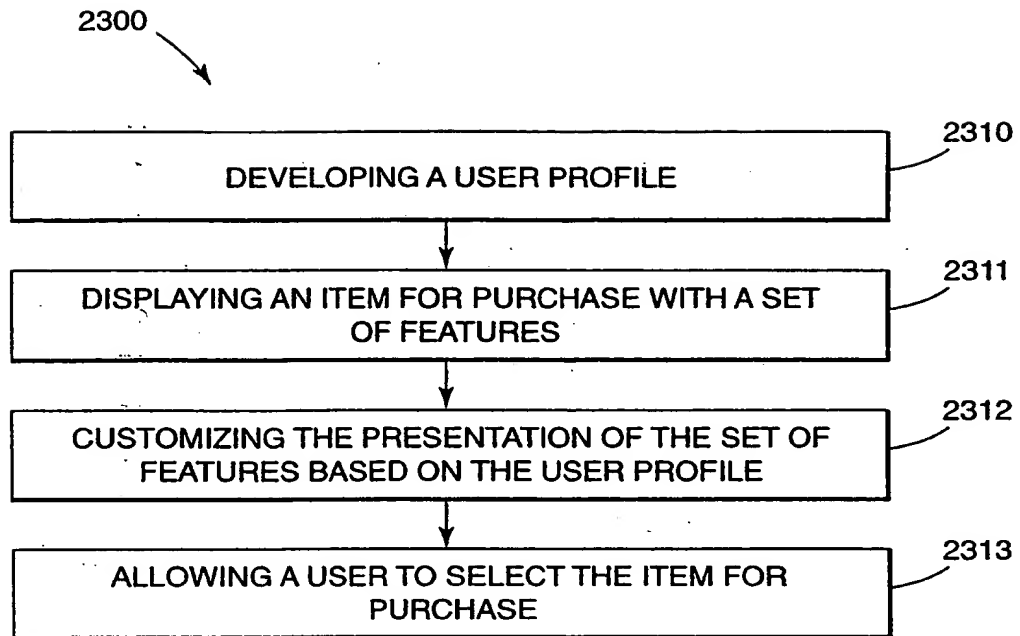 2300
2310
DEVELOPING A USER PROFILE
2311
DISPLAYING AN ITEM FOR PURCHASE WITH A SET
OF FEATURES
2312
CUSTOMIZING THE PRESENTATION OF THE SET OF
FEATURES BASED ON THE USER PROFILE
2313
ALLOWING A USER TO SELECT THE ITEM FOR
PURCHASE